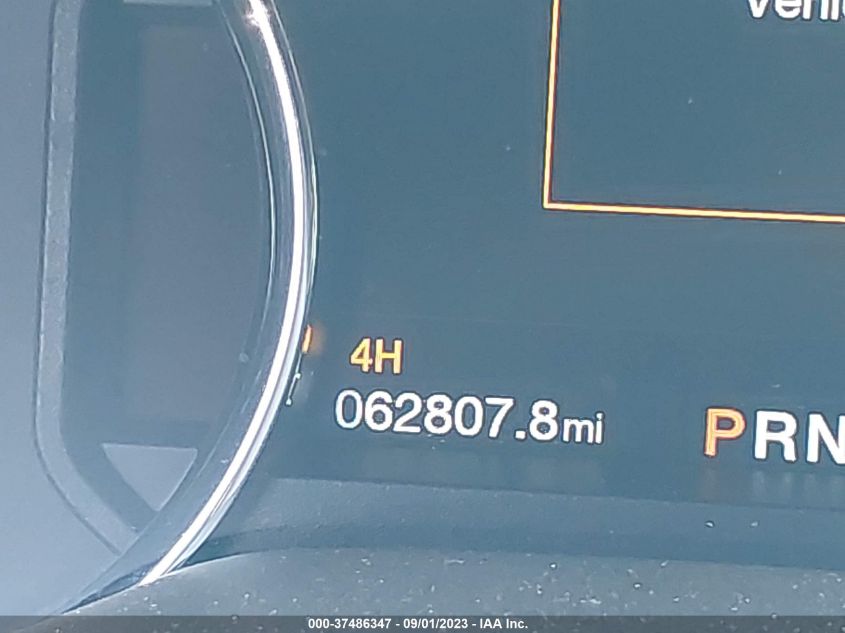 4H
062807.8mi
PRN
000-37486347 - 09/01/2023 - IAA Inc.